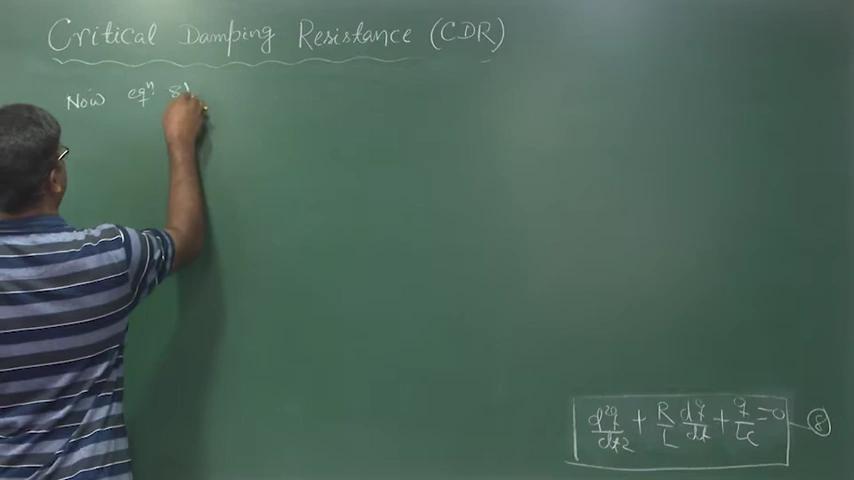 Critical Damping Resistance (CDR)
Now eqⁿ. 8
d²q/dt² + R/L dq/dt + q/LC = 0 — ⑧